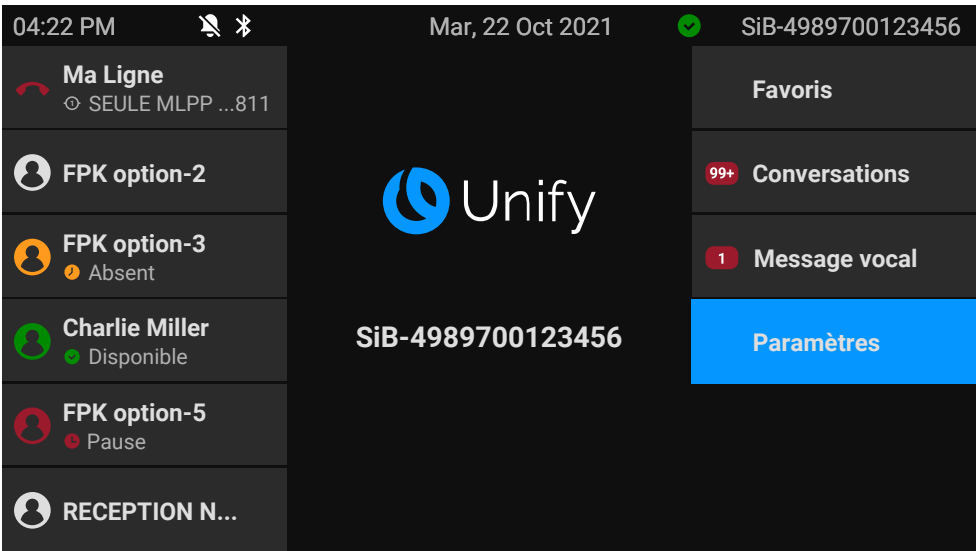 04:22 PM
Mar, 22 Oct 2021
SiB-4989700123456
Ma Ligne
SEULE MLPP ...811
FPK option-2
FPK option-3
Absent
Charlie Miller
Disponible
FPK option-5
Pause
RECEPTION N...
Unify
SiB-4989700123456
Favoris
99+ Conversations
1 Message vocal
Paramètres